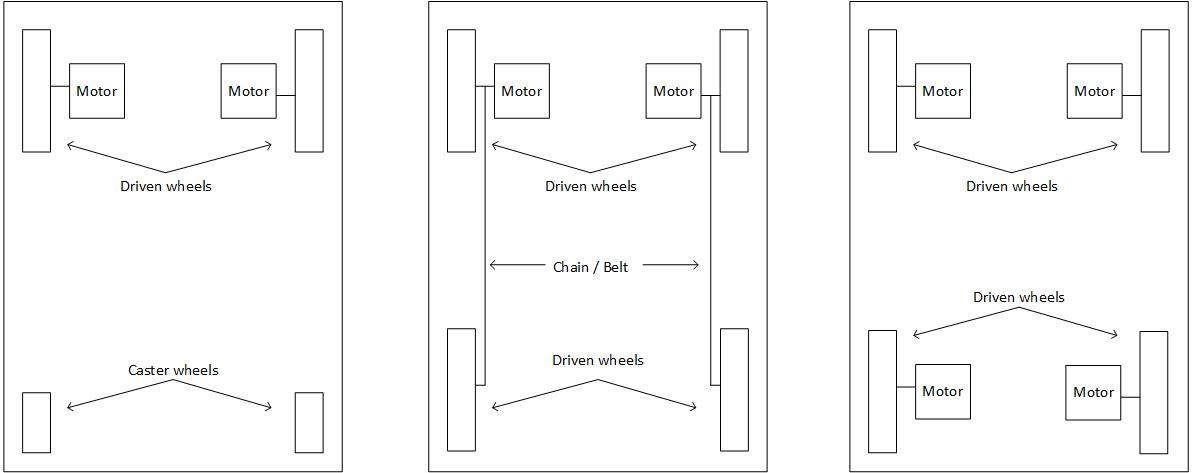 Motor
Motor
Driven wheels
Caster wheels
Motor
Motor
Driven wheels
Chain / Belt
Driven wheels
Motor
Motor
Driven wheels
Driven wheels
Motor
Motor